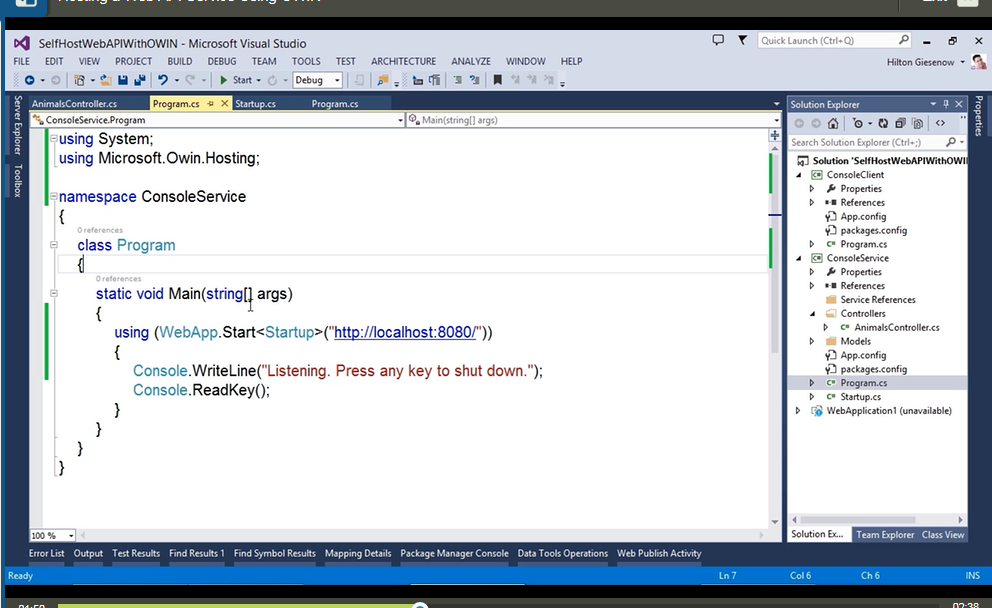 SelfHostWebAPIWithOWIN - Microsoft Visual Studio
Quick Launch (Ctrl+Q)
FILE EDIT VIEW PROJECT BUILD DEBUG TEAM TOOLS TEST ARCHITECTURE ANALYZE WINDOW HELP
Hilton Giesenow
Start
Debug
Server Explorer
Toolbox
AnimalsController.cs
Program.cs
Startup.cs
Program.cs
ConsoleService.Program
Main(string[] args)
using System;
using Microsoft.Owin.Hosting;
namespace ConsoleService
{
0 references
class Program
{
0 references
static void Main(string[] args)
{
using (WebApp.Start<Startup>("http://localhost:8080/"))
{
Console.WriteLine("Listening. Press any key to shut down.");
Console.ReadKey();
}
}
}
}
100 %
Solution Explorer
Search Solution Explorer (Ctrl+;)
Solution 'SelfHostWebAPIWithOWI
ConsoleClient
Properties
References
App.config
packages.config
Program.cs
ConsoleService
Properties
References
Service References
Controllers
AnimalsController.cs
Models
App.config
packages.config
Program.cs
Startup.cs
WebApplication1 (unavailable)
Solution Ex...
Team Explorer
Class View
Properties
Error List Output Test Results Find Results 1 Find Symbol Results Mapping Details Package Manager Console Data Tools Operations Web Publish Activity
Ready
Ln 7
Col 6
Ch 6
INS
02:38